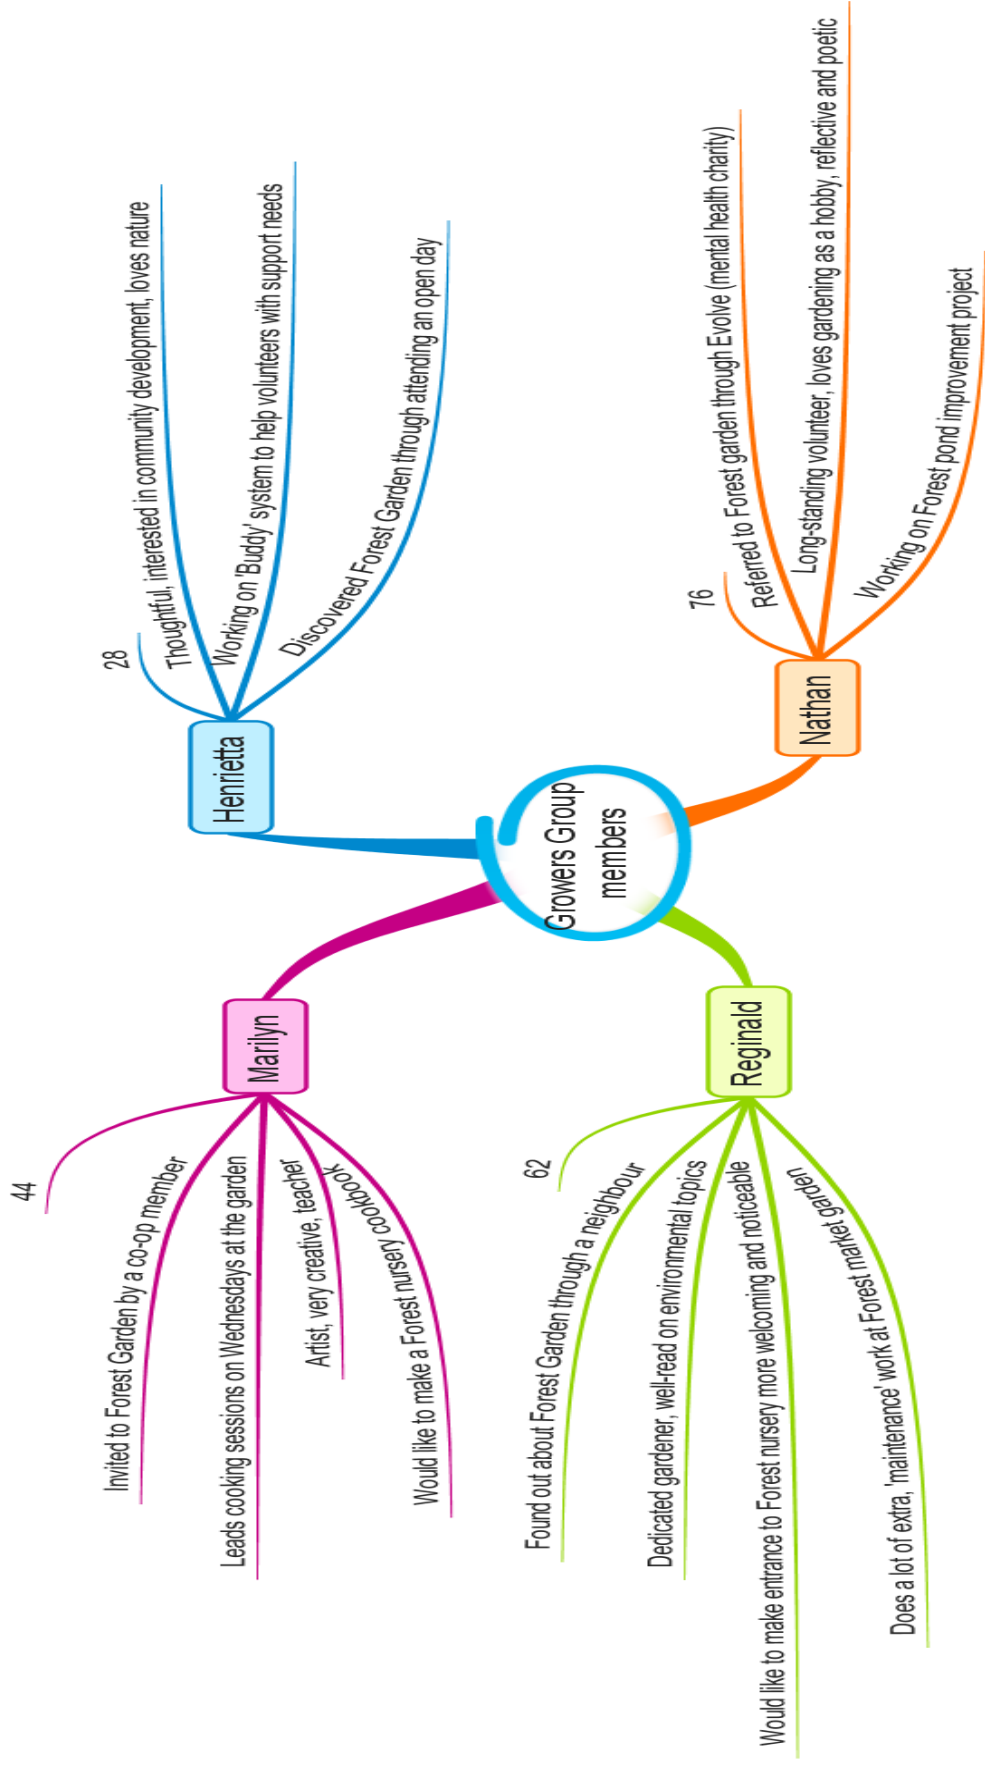 Growers Group
members
Marilyn
44
Invited to Forest Garden by a co-op member
Leads cooking sessions on Wednesdays at the garden
Artist, very creative, teacher
Would like to make a Forest nursery cookbook
Henrietta
28
Thoughtful, interested in community development, loves nature
Working on 'Buddy' system to help volunteers with support needs
Discovered Forest Garden through attending an open day
Reginald
62
Found out about Forest Garden through a neighbour
Dedicated gardener, well-read on environmental topics
Would like to make entrance to Forest nursery more welcoming and noticeable
Does a lot of extra, 'maintenance' work at Forest market garden
Nathan
76
Referred to Forest garden through Evolve (mental health charity)
Long-standing volunteer, loves gardening as a hobby, reflective and poetic
Working on Forest pond improvement project